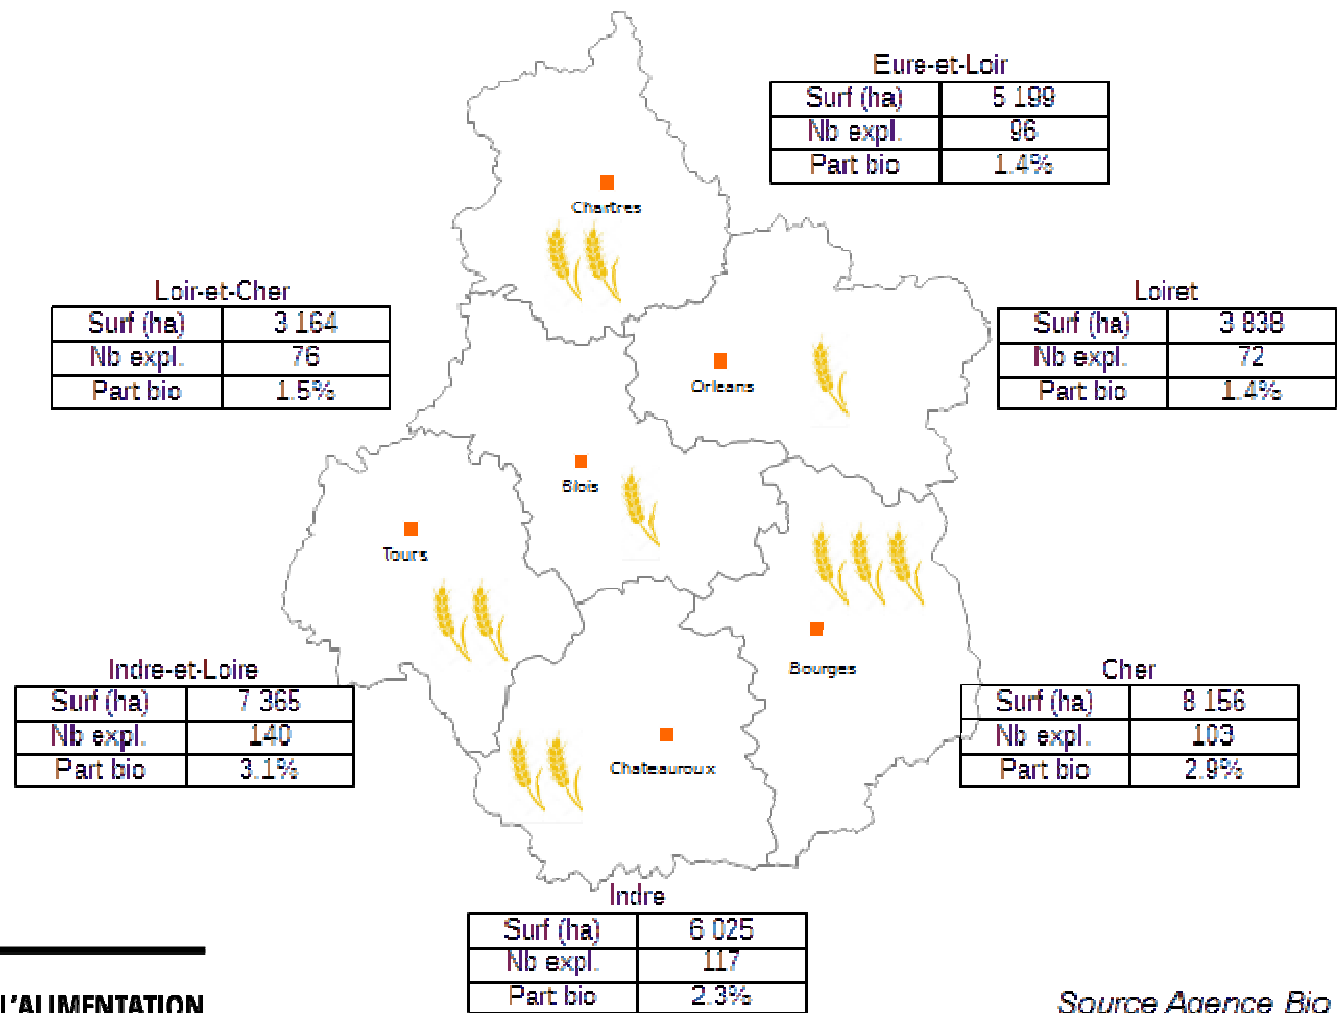 Eure-et-Loir
Surf (ha) 5 199
Nb expl. 96
Part bio 1.4%
Chartres
Loir-et-Cher
Surf (ha) 3 164
Nb expl. 76
Part bio 1.5%
Loiret
Surf (ha) 3 838
Nb expl. 72
Part bio 1.4%
Orleans
Blois
Tours
Bourges
Indre-et-Loire
Surf (ha) 7 365
Nb expl. 140
Part bio 3.1%
Cher
Surf (ha) 8 156
Nb expl. 103
Part bio 2.9%
Chateauroux
Indre
Surf (ha) 6 025
Nb expl. 117
Part bio 2.3%
L'ALIMENTATION
Source Agence Bio